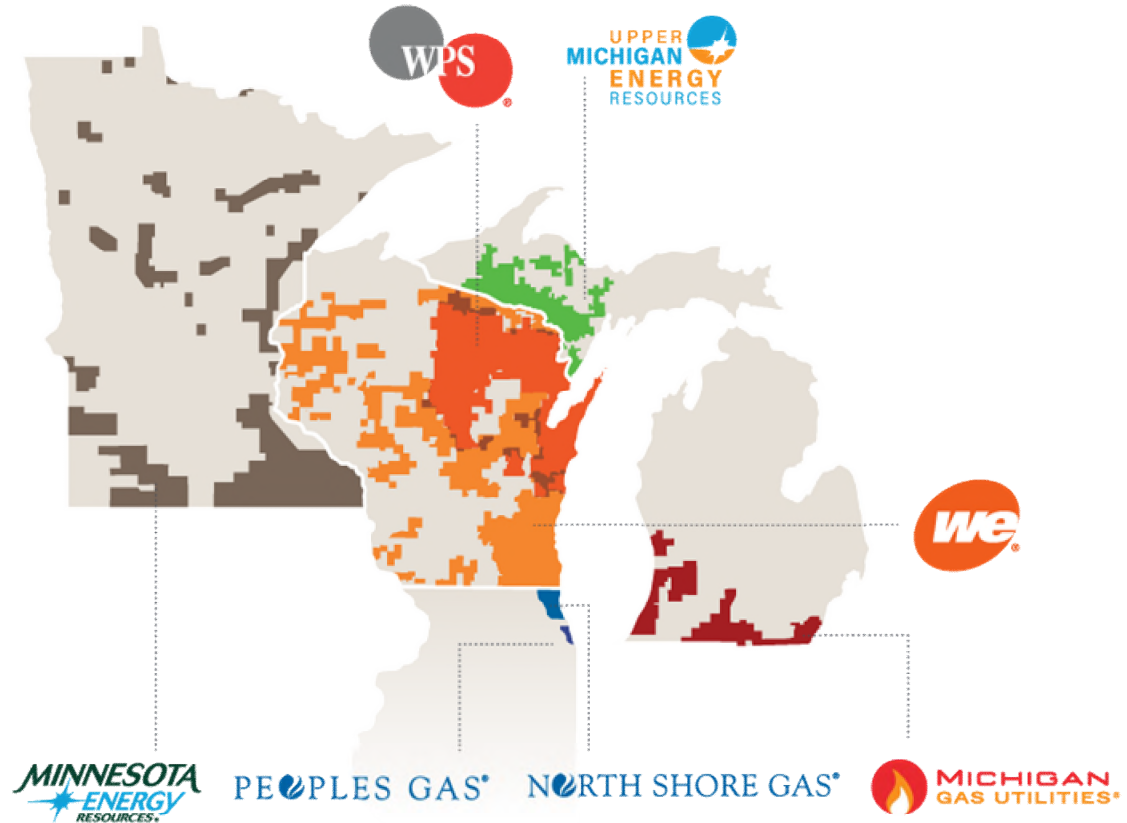 WPS®
UPPER
MICHIGAN
ENERGY
RESOURCES
we®
MINNESOTA
ENERGY
RESOURCES®
PEOPLES GAS®
NORTH SHORE GAS®
MICHIGAN
GAS UTILITIES®